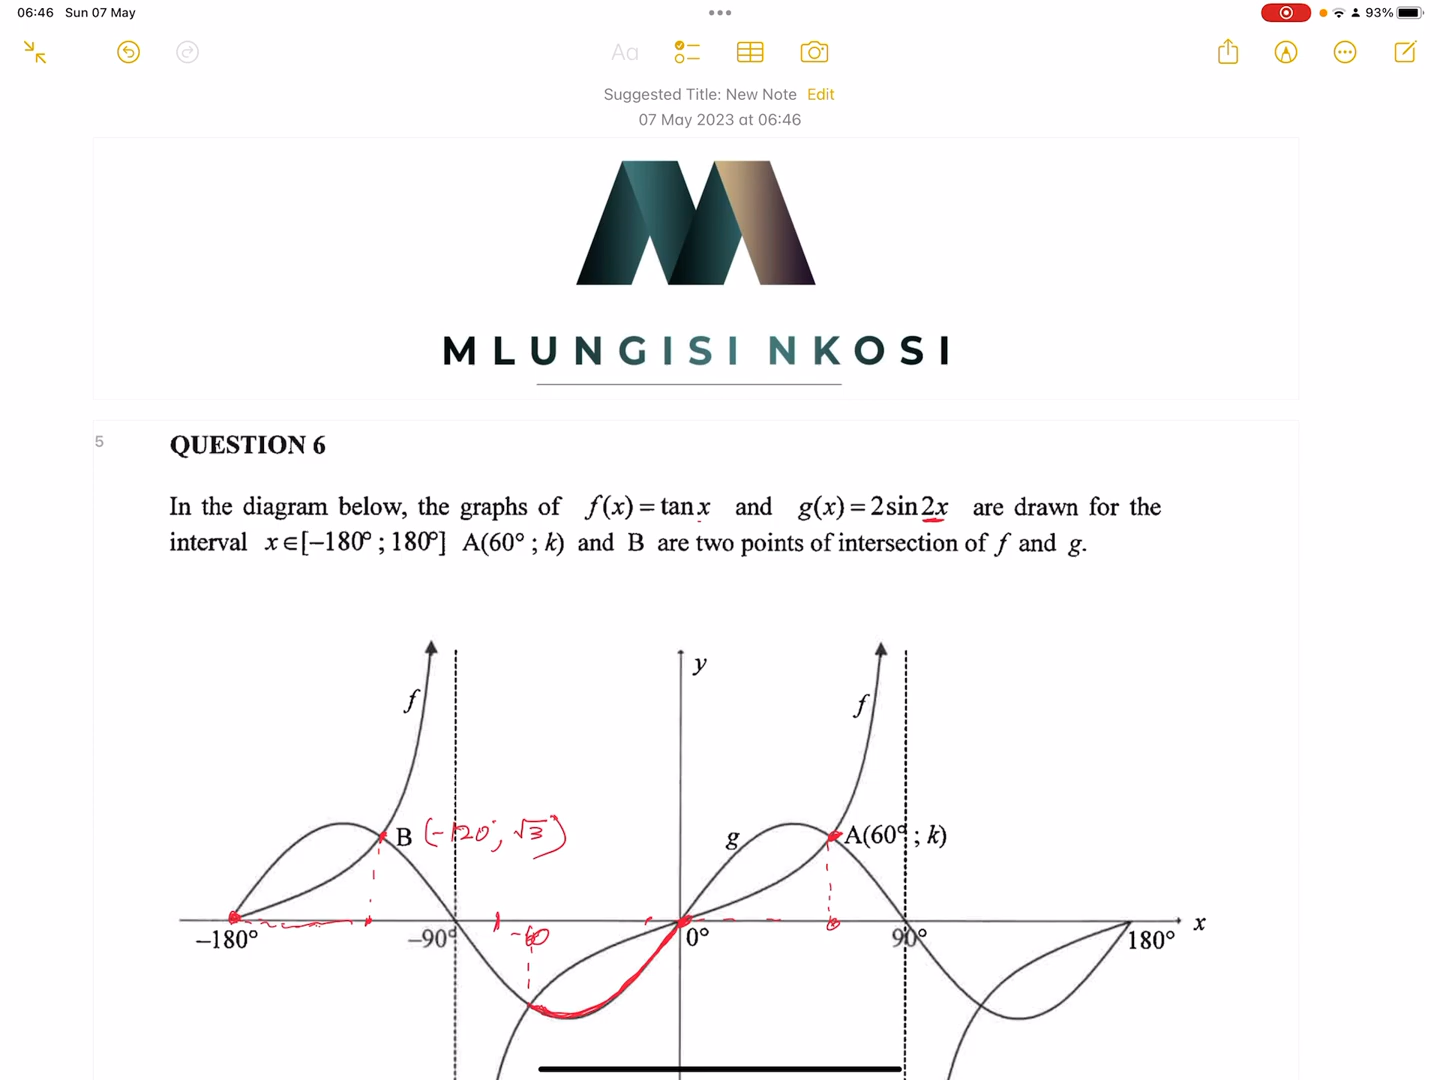 06:46 Sun 07 May
93%
Aa
Suggested Title: New Note Edit
07 May 2023 at 06:46
MLUNGISI NKOSI
5
QUESTION 6
In the diagram below, the graphs of f(x) = tan x and g(x) = 2 sin 2x are drawn for the
interval x ∈ [–180° ; 180°] A(60° ; k) and B are two points of intersection of f and g.
y
f
f
B (-120°, √3)
g
A(60° ; k)
x
–180°
–90°
-60
0°
90°
180°